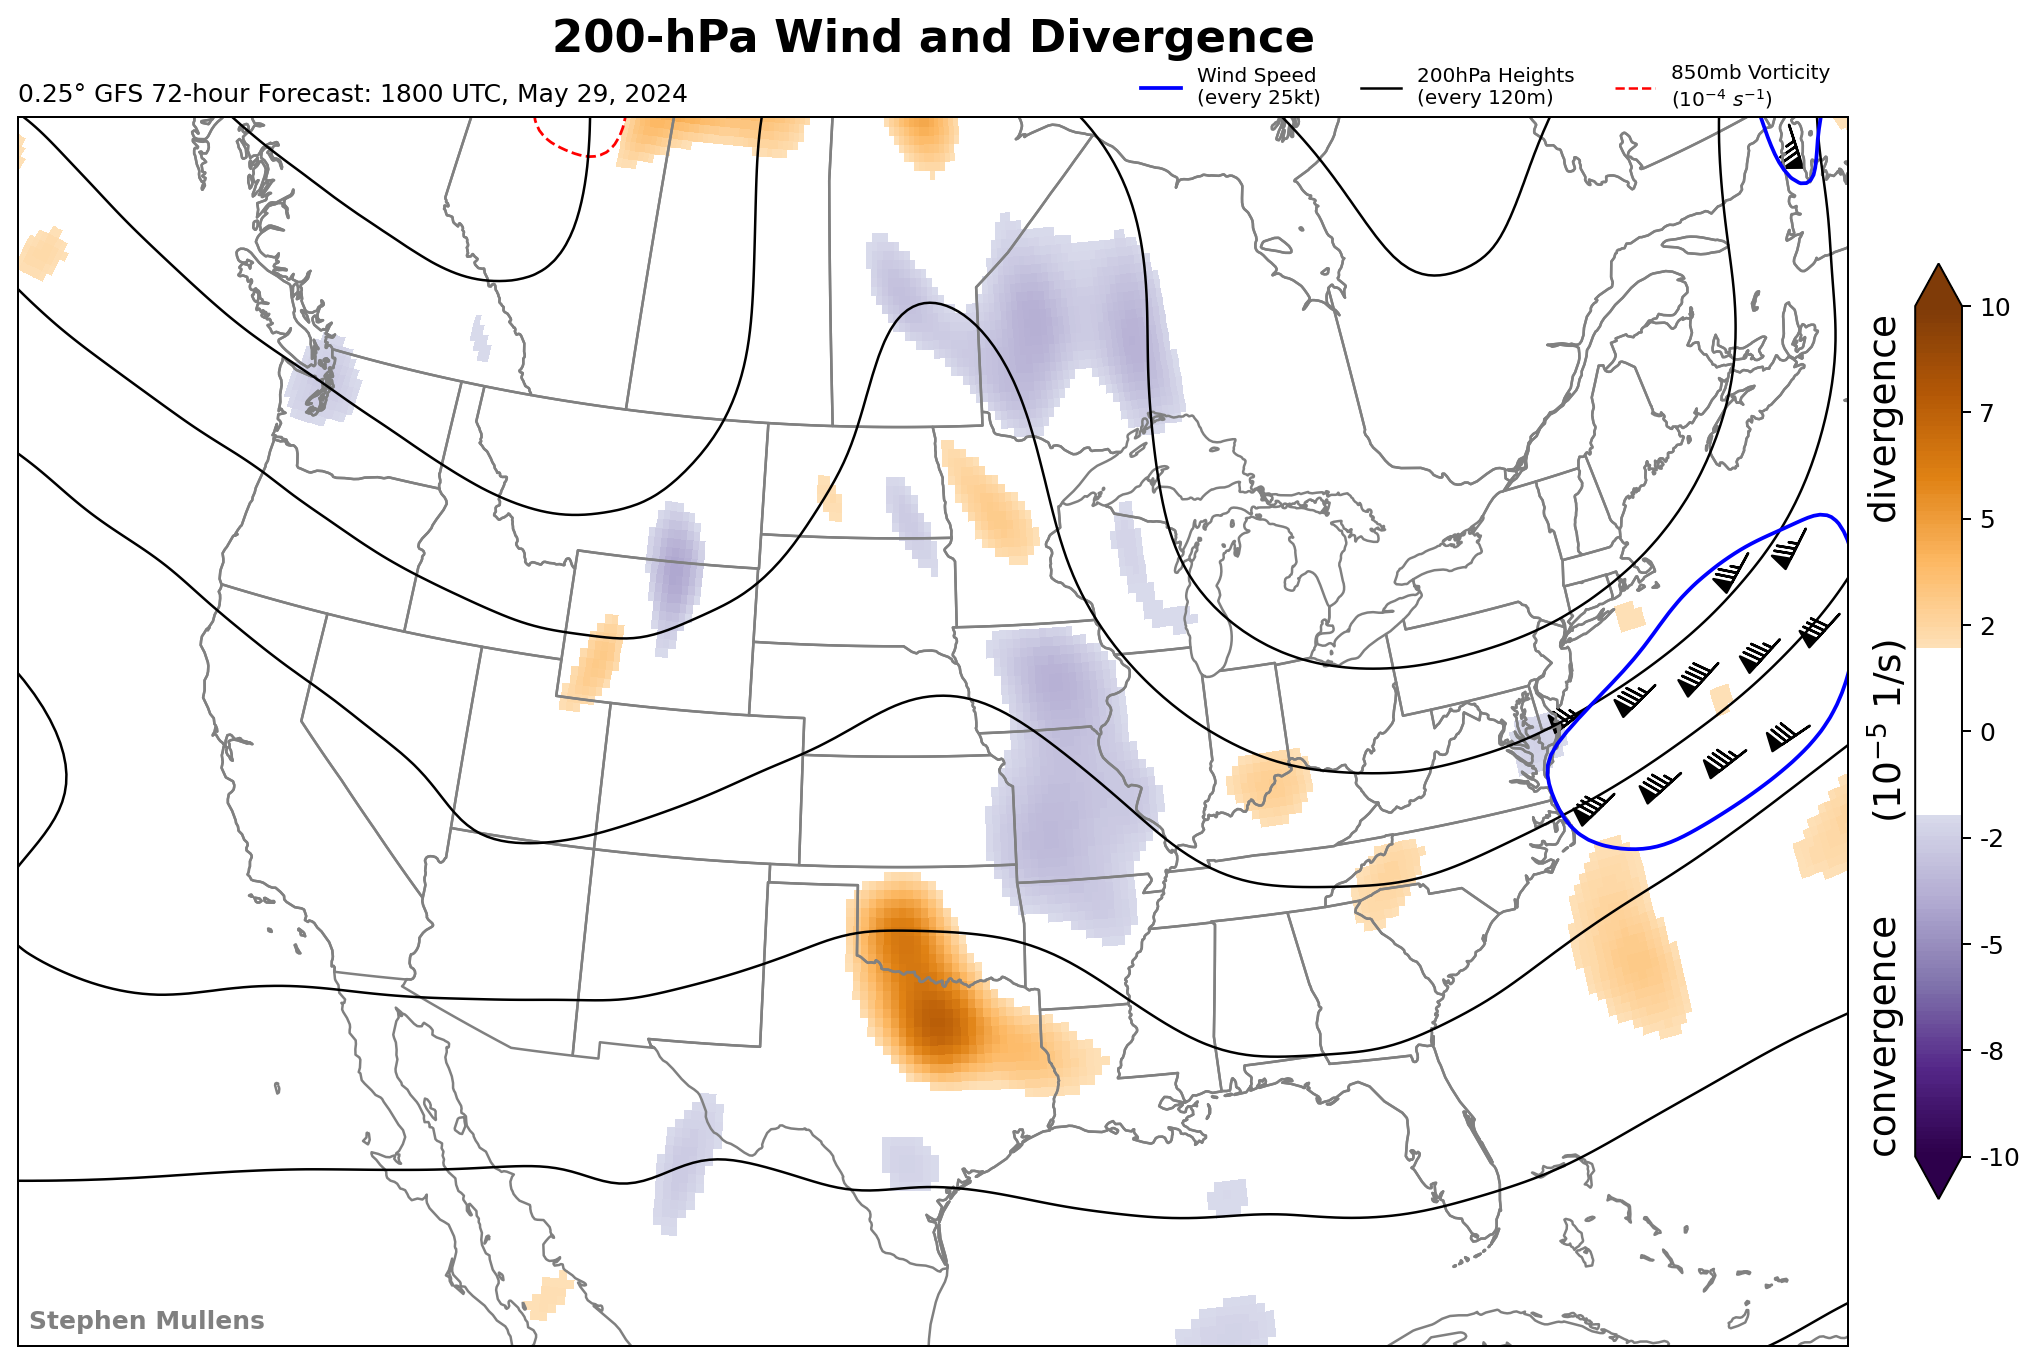 200-hPa Wind and Divergence
0.25° GFS 72-hour Forecast: 1800 UTC, May 29, 2024
Wind Speed
(every 25kt)
200hPa Heights
(every 120m)
850mb Vorticity
(10⁻⁴ s⁻¹)
10
7
5
2
0
-2
-5
-8
-10
convergence (10⁻⁵ 1/s) divergence
Stephen Mullens